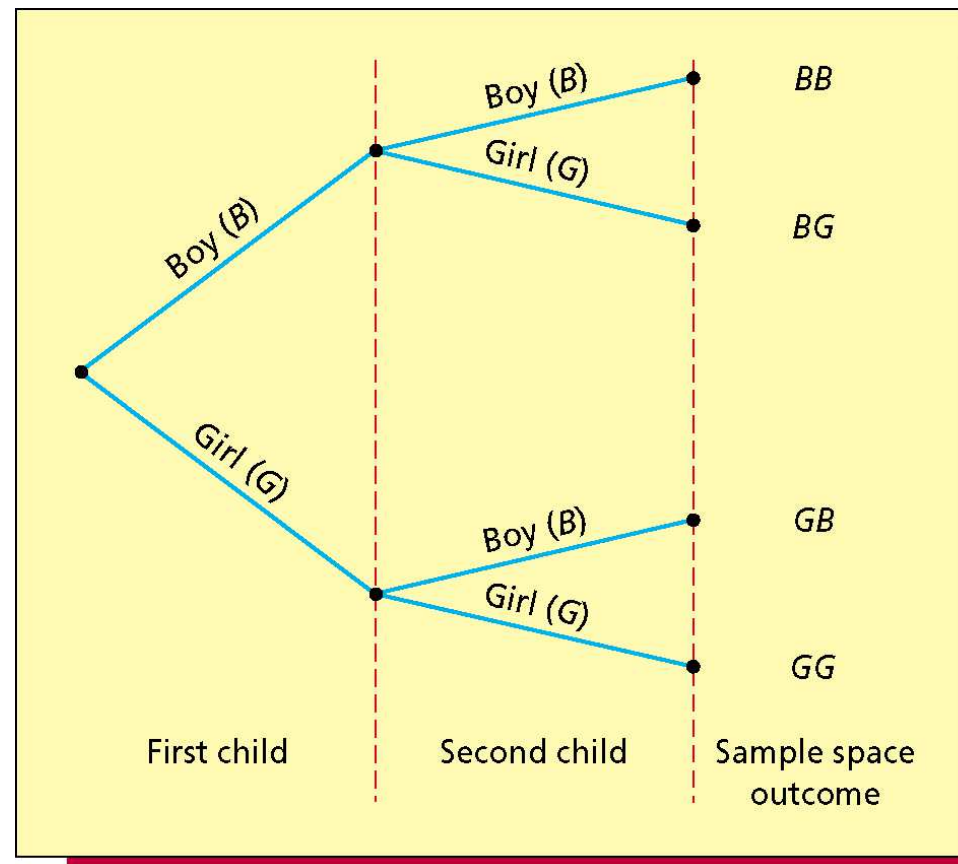 Boy (B)
BB
Girl (G)
BG
Boy (B)
Girl (G)
Boy (B)
GB
Girl (G)
GG
First child
Second child
Sample space
outcome